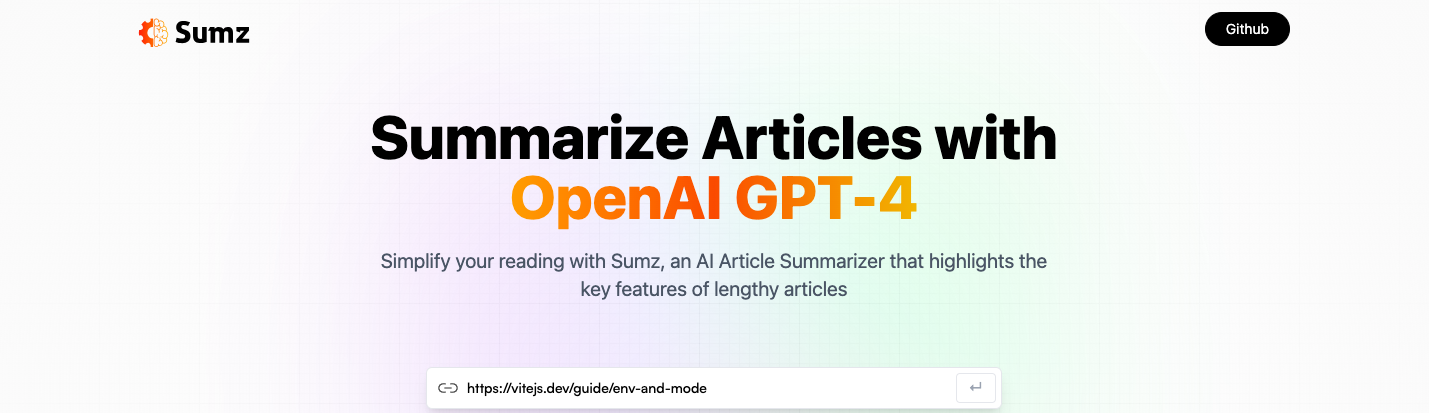 Sumz
Github
Summarize Articles with
OpenAI GPT-4
Simplify your reading with Sumz, an AI Article Summarizer that highlights the
key features of lengthy articles
https://vitejs.dev/guide/env-and-mode